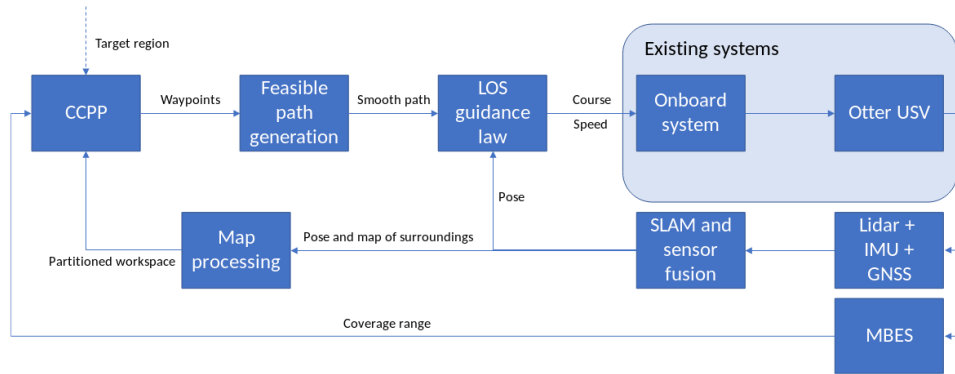 Target region
Existing systems
CCPP
Waypoints
Feasible
path
generation
Smooth path
LOS
guidance
law
Course
Speed
Onboard
system
Otter USV
Pose
Map
processing
Partitioned workspace
Pose and map of surroundings
SLAM and
sensor
fusion
Lidar +
IMU +
GNSS
Coverage range
MBES